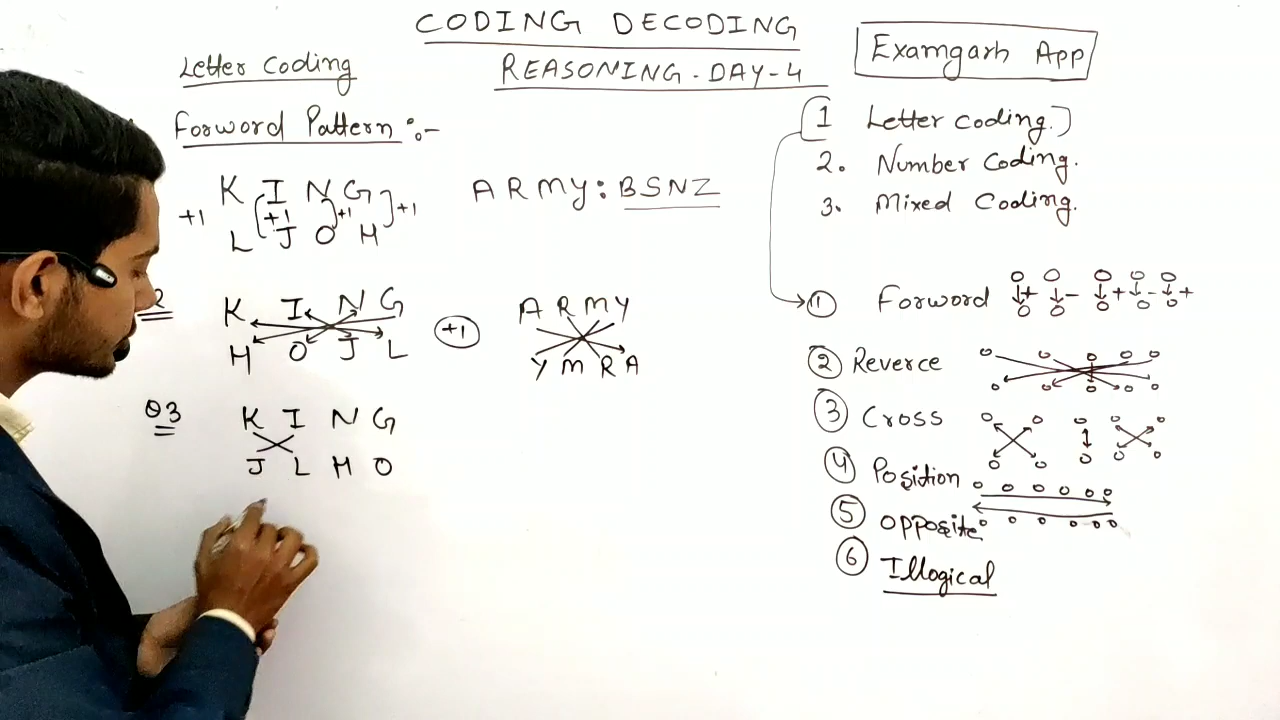 CODING DECODING
REASONING-DAY-4
Examgarh App
Letter Coding
Forword Pattern :-
K I N G
+1 +1 +1 +1
L J O H
ARMY: BSNZ
K I N G
H O J L
+1
A R M Y
Y M R A
Q3
K I N G
J L H O
1 Letter Coding.
2. Number Coding.
3. Mixed Coding.
① Forword + - + - +
② Reverce
③ Cross
④ Position
⑤ opposite
⑥ Illogical